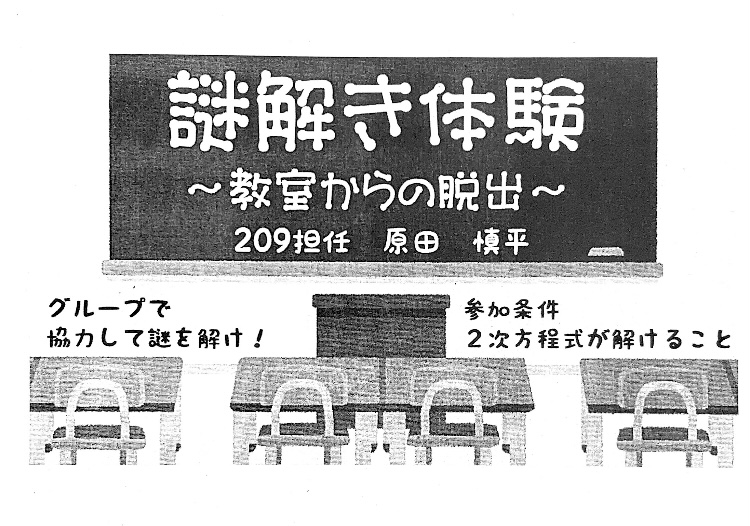 謎解き体験
～教室からの脱出～
209担任　原田　慎平
グループで
協力して謎を解け！
参加条件
２次方程式が解けること